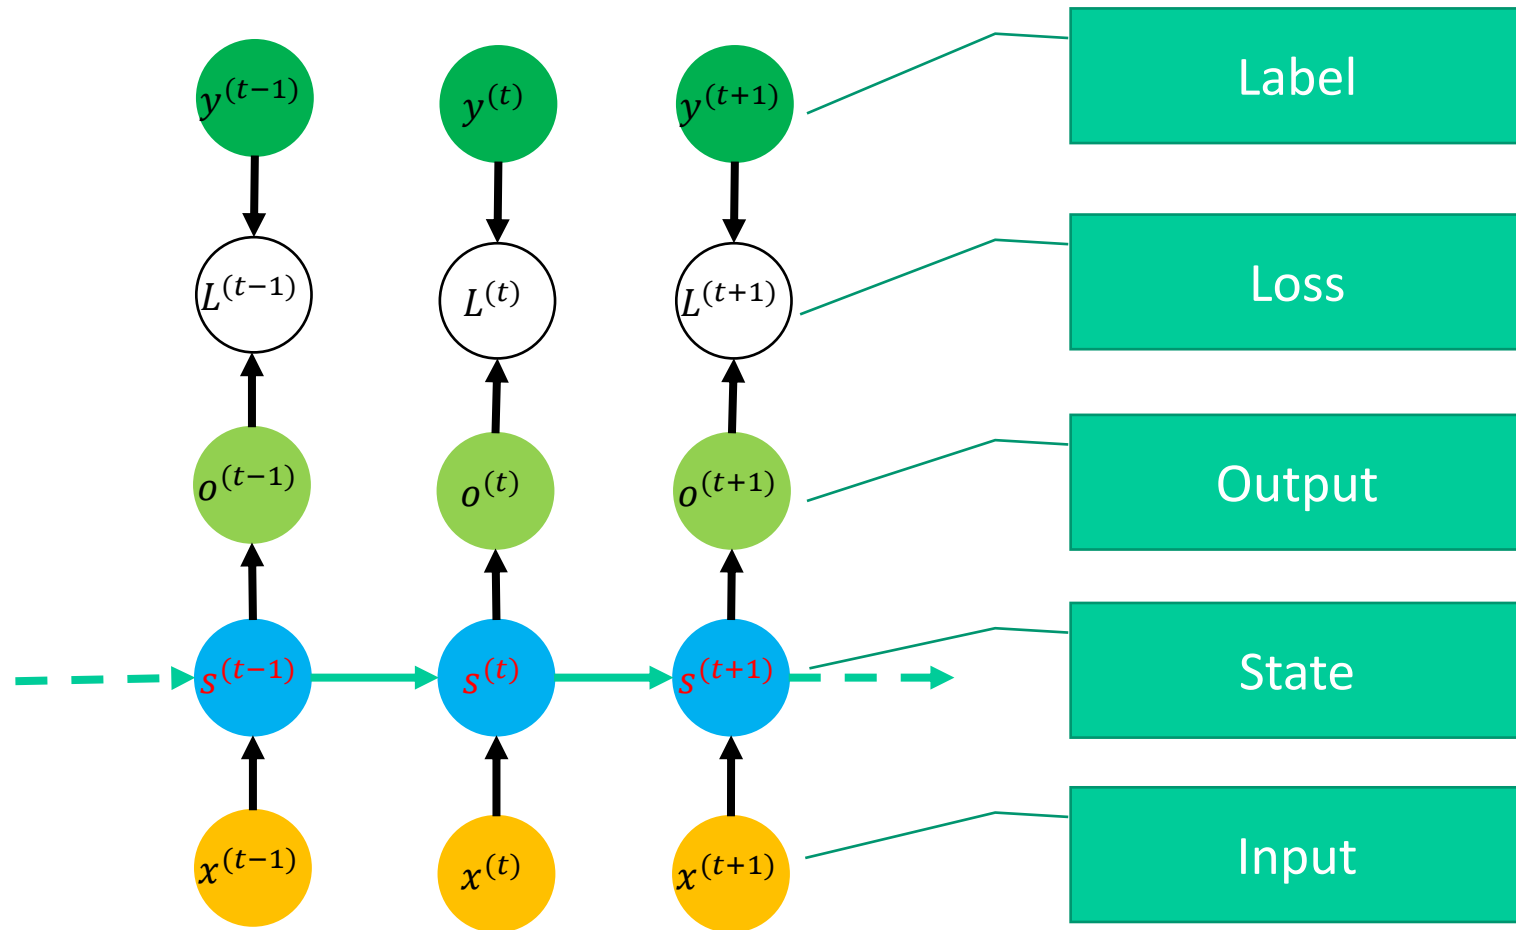 y^(t−1) y^(t) y^(t+1) Label
L^(t−1) L^(t) L^(t+1) Loss
o^(t−1) o^(t) o^(t+1) Output
s^(t−1) s^(t) s^(t+1) State
x^(t−1) x^(t) x^(t+1) Input